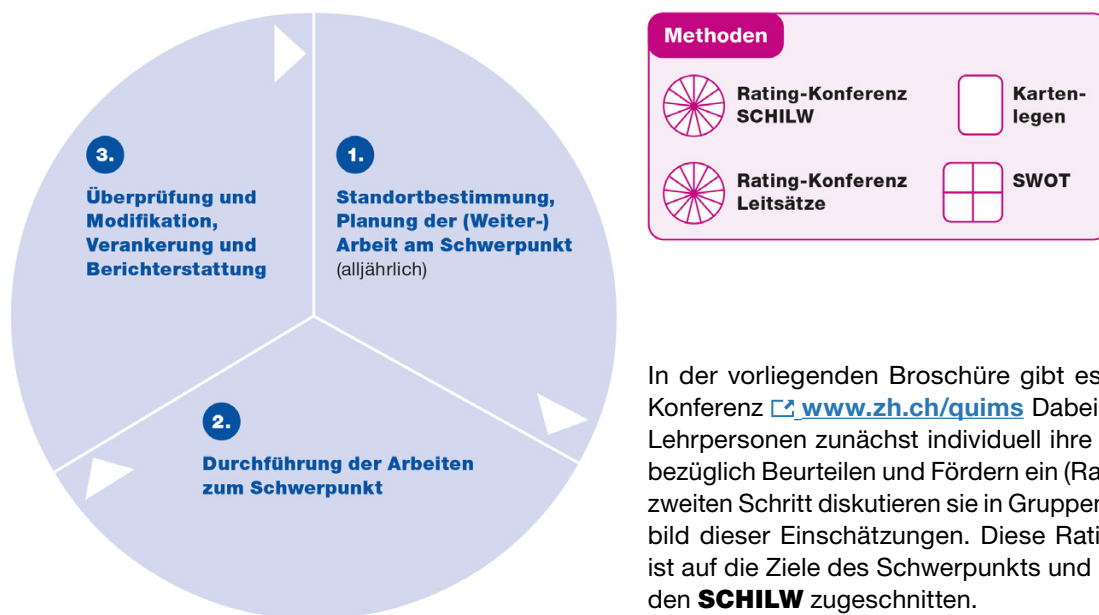 3.
Überprüfung und
Modifikation,
Verankerung und
Berichterstattung
1.
Standortbestimmung,
Planung der (Weiter-)
Arbeit am Schwerpunkt
(alljährlich)
2.
Durchführung der Arbeiten
zum Schwerpunkt
Methoden
Rating-Konferenz
SCHILW
Karten-
legen
Rating-Konferenz
Leitsätze
SWOT
In der vorliegenden Broschüre gibt es
Konferenz www.zh.ch/quims Dabei
Lehrpersonen zunächst individuell ihre
bezüglich Beurteilen und Fördern ein (Ra
zweiten Schritt diskutieren sie in Gruppen
bild dieser Einschätzungen. Diese Rati
ist auf die Ziele des Schwerpunkts und
den SCHILW zugeschnitten.